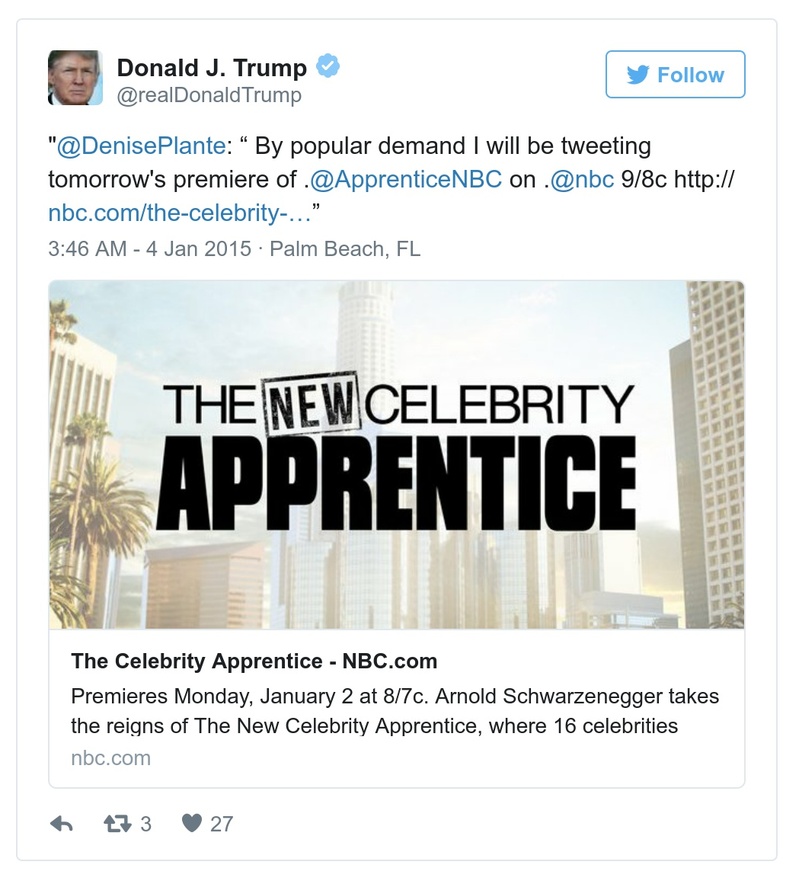 Donald J. Trump
@realDonaldTrump
Follow
"@DenisePlante: “ By popular demand I will be tweeting
tomorrow's premiere of .@ApprenticeNBC on .@nbc 9/8c http://
nbc.com/the-celebrity-…”
3:46 AM - 4 Jan 2015 · Palm Beach, FL
THE NEW CELEBRITY
APPRENTICE
The Celebrity Apprentice - NBC.com
Premieres Monday, January 2 at 8/7c. Arnold Schwarzenegger takes
the reigns of The New Celebrity Apprentice, where 16 celebrities
nbc.com
3 27